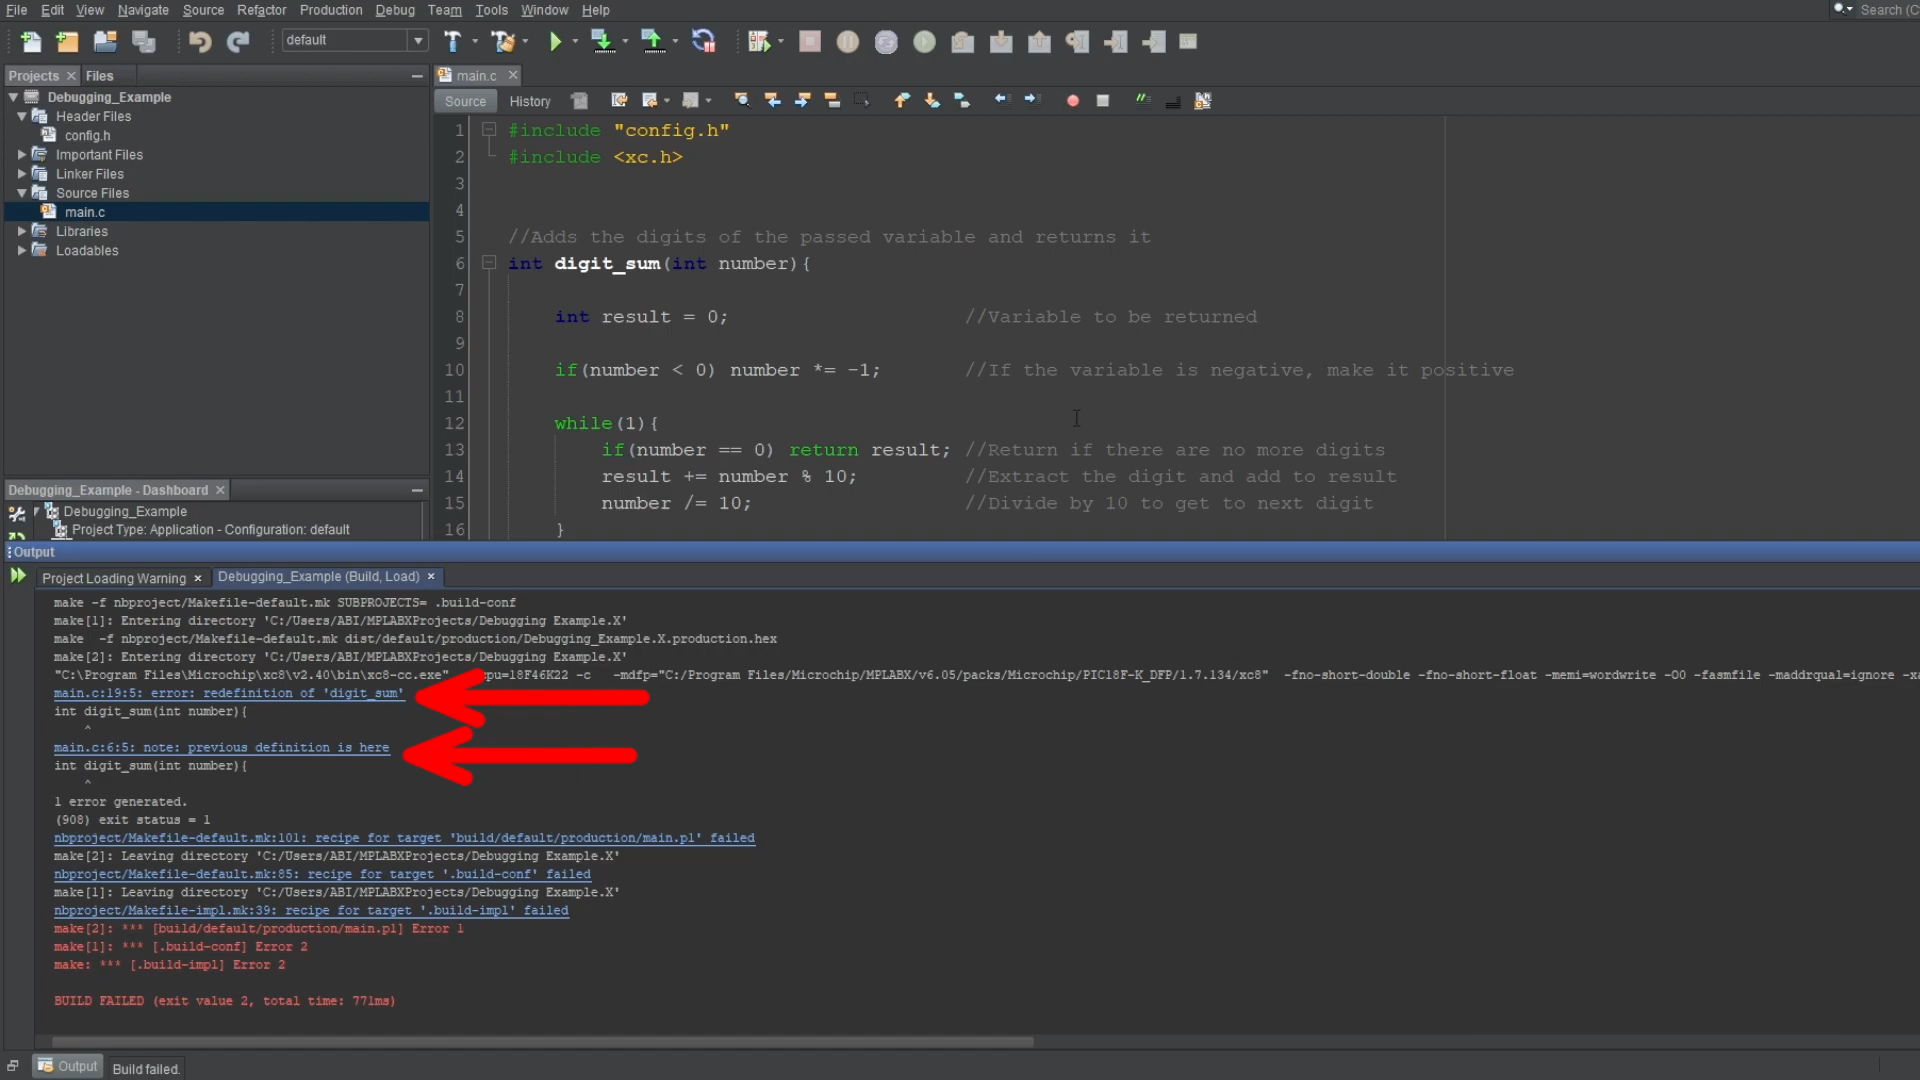 File Edit View Navigate Source Refactor Production Debug Team Tools Window Help
Search (C
default
Projects Files
main.c
Debugging_Example
Header Files
config.h
Important Files
Linker Files
Source Files
main.c
Libraries
Loadables
Source History
1 #include "config.h"
2 #include <xc.h>
3
4
5 //Adds the digits of the passed variable and returns it
6 int digit_sum(int number){
7
8 int result = 0; //Variable to be returned
9
10 if(number < 0) number *= -1; //If the variable is negative, make it positive
11
12 while(1){
13 if(number == 0) return result; //Return if there are no more digits
14 result += number % 10; //Extract the digit and add to result
15 number /= 10; //Divide by 10 to get to next digit
16 }
Debugging_Example - Dashboard
Debugging_Example
Project Type: Application - Configuration: default
Output
Project Loading Warning Debugging_Example (Build, Load)
make -f nbproject/Makefile-default.mk SUBPROJECTS= .build-conf
make[1]: Entering directory 'C:/Users/ABI/MPLABXProjects/Debugging Example.X'
make  -f nbproject/Makefile-default.mk dist/default/production/Debugging_Example.X.production.hex
make[2]: Entering directory 'C:/Users/ABI/MPLABXProjects/Debugging Example.X'
"C:\Program Files\Microchip\xc8\v2.40\bin\xc8-cc.exe" cpu=18F46K22 -c -mdfp="C:/Program Files/Microchip/MPLABX/v6.05/packs/Microchip/PIC18F-K_DFP/1.7.134/xc8" -fno-short-double -fno-short-float -memi=wordwrite -O0 -fasmfile -maddrqual=ignore -xa
main.c:19:5: error: redefinition of 'digit_sum'
int digit_sum(int number){
^
main.c:6:5: note: previous definition is here
int digit_sum(int number){
^
1 error generated.
(908) exit status = 1
nbproject/Makefile-default.mk:101: recipe for target 'build/default/production/main.p1' failed
make[2]: Leaving directory 'C:/Users/ABI/MPLABXProjects/Debugging Example.X'
nbproject/Makefile-default.mk:85: recipe for target '.build-conf' failed
make[1]: Leaving directory 'C:/Users/ABI/MPLABXProjects/Debugging Example.X'
nbproject/Makefile-impl.mk:39: recipe for target '.build-impl' failed
make[2]: *** [build/default/production/main.p1] Error 1
make[1]: *** [.build-conf] Error 2
make: *** [.build-impl] Error 2
BUILD FAILED (exit value 2, total time: 771ms)
Output Build failed.